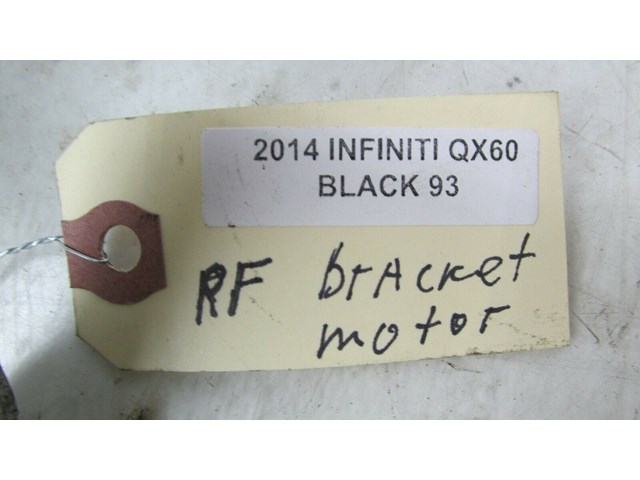 2014 INFINITI QX60
BLACK 93
RF bracket
motor